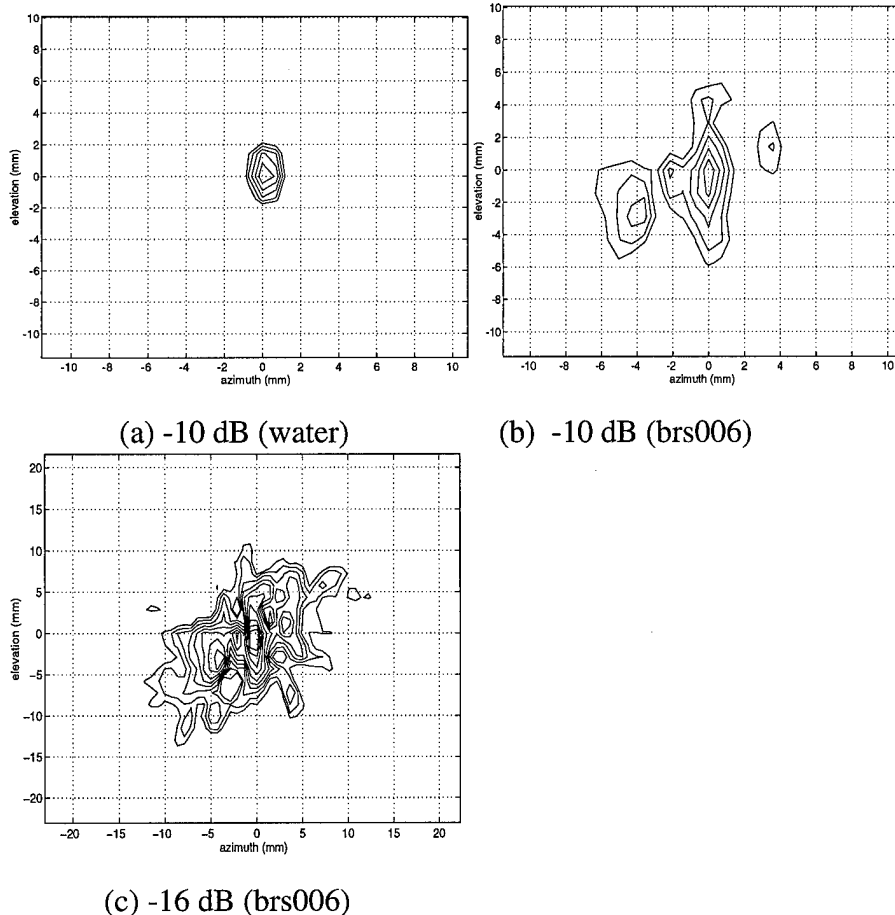 10
8
6
4
2
0
-2
-4
-6
-8
-10
elevation (mm)
-10 -8 -6 -4 -2 0 2 4 6 8 10
azimuth (mm)
(a) -10 dB (water)
10
8
6
4
2
0
-2
-4
-6
-8
-10
elevation (mm)
-10 -8 -6 -4 -2 0 2 4 6 8 10
azimuth (mm)
(b) -10 dB (brs006)
20
15
10
5
0
-5
-10
-15
-20
elevation (mm)
-20 -15 -10 -5 0 5 10 15 20
azimuth (mm)
(c) -16 dB (brs006)